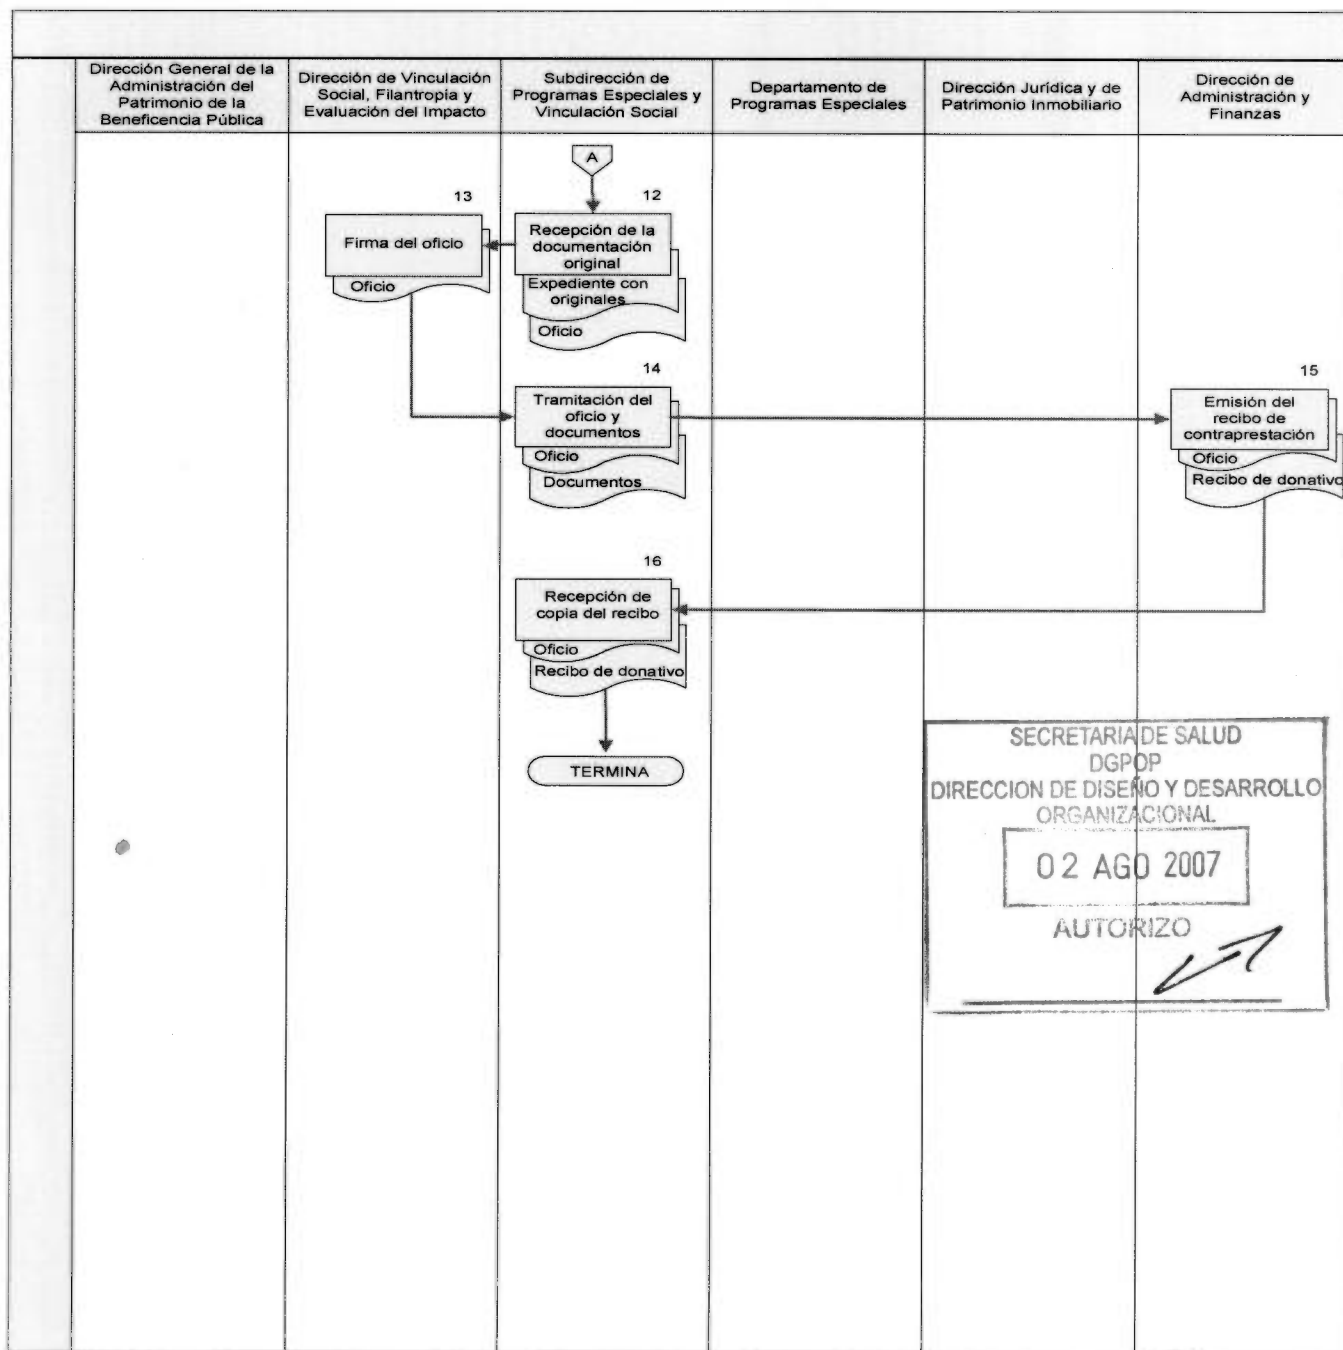 Dirección General de la
Administración del
Patrimonio de la
Beneficencia Pública
Dirección de Vinculación
Social, Filantropía y
Evaluación del Impacto
Subdirección de
Programas Especiales y
Vinculación Social
Departamento de
Programas Especiales
Dirección Jurídica y de
Patrimonio Inmobiliario
Dirección de
Administración y
Finanzas
A
13
Firma del oficio
Oficio
12
Recepción de la
documentación
original
Expediente con
originales
Oficio
14
Tramitación del
oficio y
documentos
Oficio
Documentos
15
Emisión del
recibo de
contraprestación
Oficio
Recibo de donativo
16
Recepción de
copia del recibo
Oficio
Recibo de donativo
TERMINA
SECRETARIA DE SALUD
DGPOP
DIRECCION DE DISEÑO Y DESARROLLO
ORGANIZACIONAL
02 AGO 2007
AUTORIZO